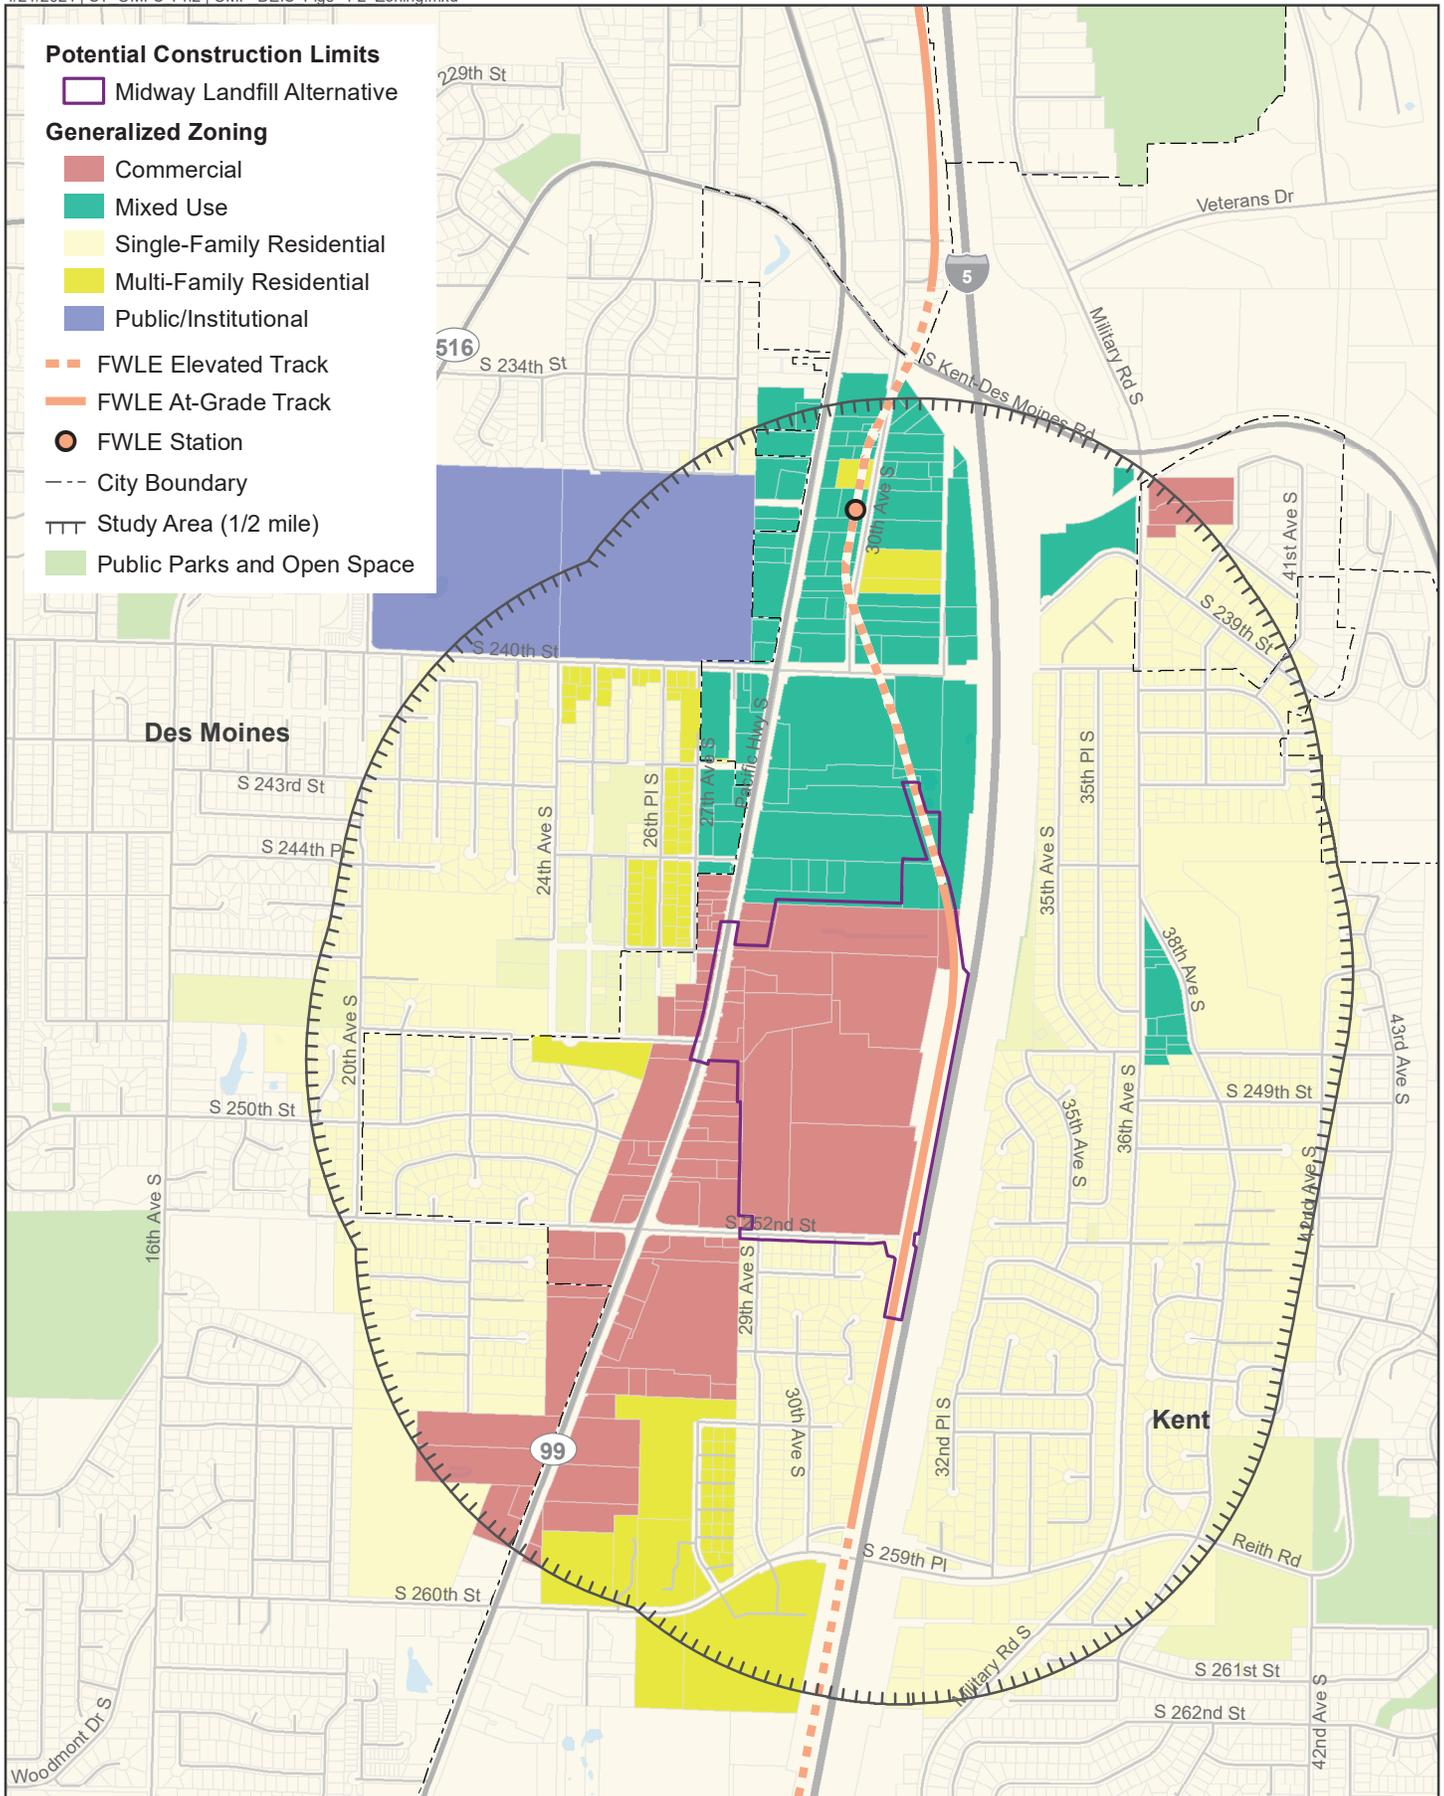 Potential Construction Limits
Midway Landfill Alternative
Generalized Zoning
Commercial
Mixed Use
Single-Family Residential
Multi-Family Residential
Public/Institutional
FWLE Elevated Track
FWLE At-Grade Track
FWLE Station
City Boundary
Study Area (1/2 mile)
Public Parks and Open Space
229th St
Veterans Dr
5
Military Rd S
516
S 234th St
S Kent-Des Moines Rd
30th Ave S
41st Ave S
S 239th St
S 240th St
Des Moines
S 243rd St
S 244th P
24th Ave S
26th Pl S
27th Ave S
Pacific Hwy S
35th Pl S
35th Ave S
38th Ave S
20th Ave S
43rd Ave S
S 250th St
S 249th St
35th Ave S
36th Ave S
42nd Ave S
16th Ave S
S 252nd St
29th Ave S
30th Ave S
32nd Pl S
Kent
99
S 259th Pl
Reith Rd
S 260th St
Military Rd S
S 261st St
S 262nd St
42nd Ave S
Woodmont Dr S